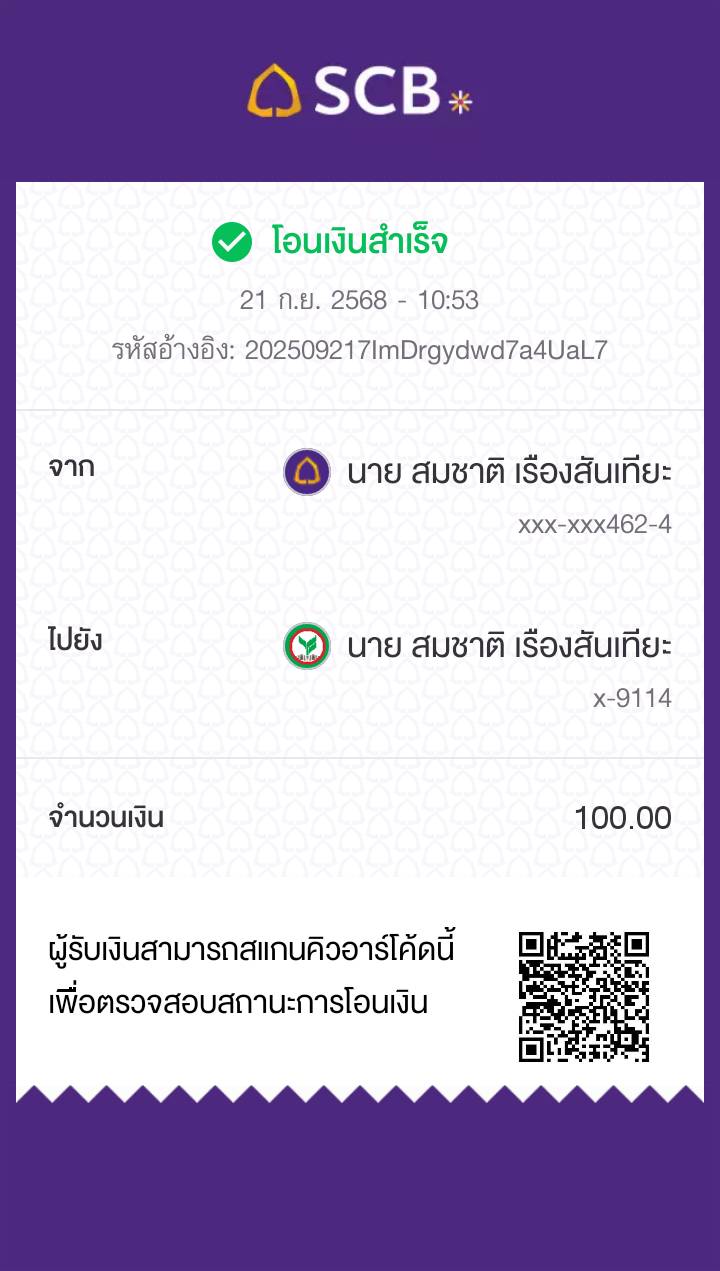 SCB
โอนเงินสำเร็จ
21 ก.ย. 2568 - 10:53
รหัสอ้างอิง: 202509217ImDrgydwd7a4UaL7
จาก
นาย สมชาติ เรืองสันเทียะ
xxx-xxx462-4
ไปยัง
นาย สมชาติ เรืองสันเทียะ
x-9114
จำนวนเงิน
100.00
ผู้รับเงินสามารถสแกนคิวอาร์โค้ดนี้
เพื่อตรวจสอบสถานะการโอนเงิน